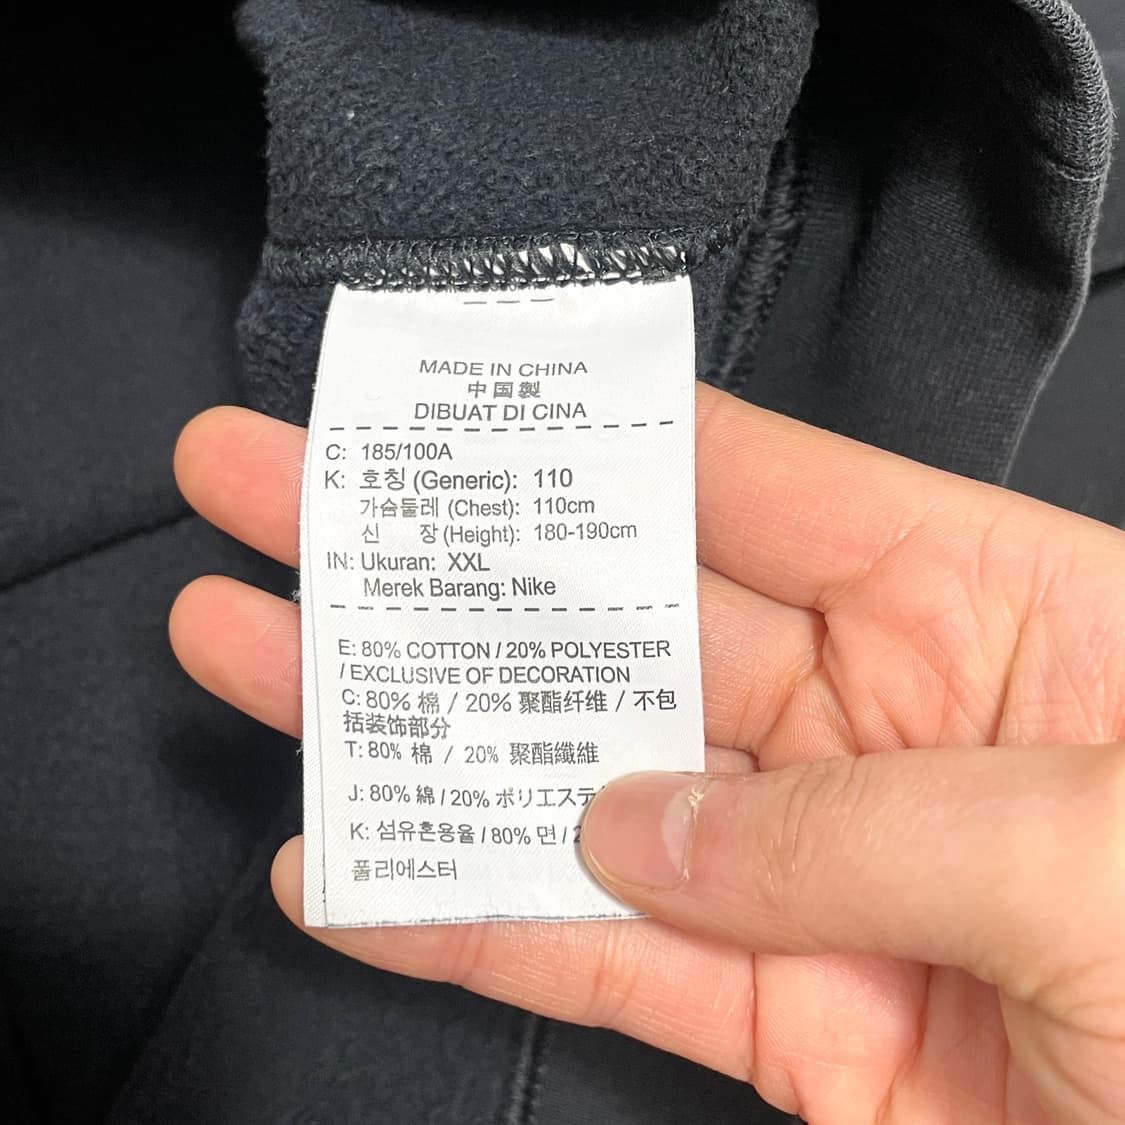 MADE IN CHINA
中国製
DIBUAT DI CINA
C: 185/100A
K: 호칭 (Generic): 110
가슴둘레 (Chest): 110cm
신 장 (Height): 180-190cm
IN: Ukuran: XXL
Merek Barang: Nike
E: 80% COTTON / 20% POLYESTER
/ EXCLUSIVE OF DECORATION
C: 80% 棉 / 20% 聚酯纤维 / 不包
括装饰部分
T: 80% 棉 / 20% 聚酯纖維
J: 80% 綿 / 20% ポリエステ
K: 섬유혼용율 / 80% 면 / 2
폴리에스터